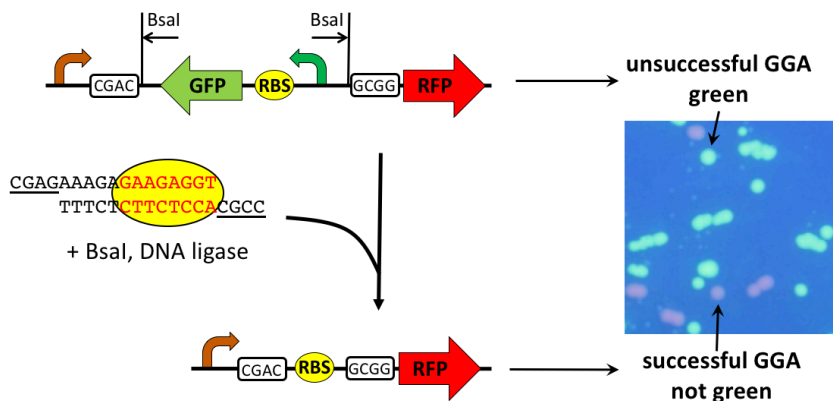 BsaI BsaI
CGAC GFP RBS GCGG RFP
unsuccessful GGA
green
CGAGAAAGAGAAGAGGT
TTTCTCTTCTCCACGCC
+ BsaI, DNA ligase
CGAC RBS GCGG RFP
successful GGA
not green